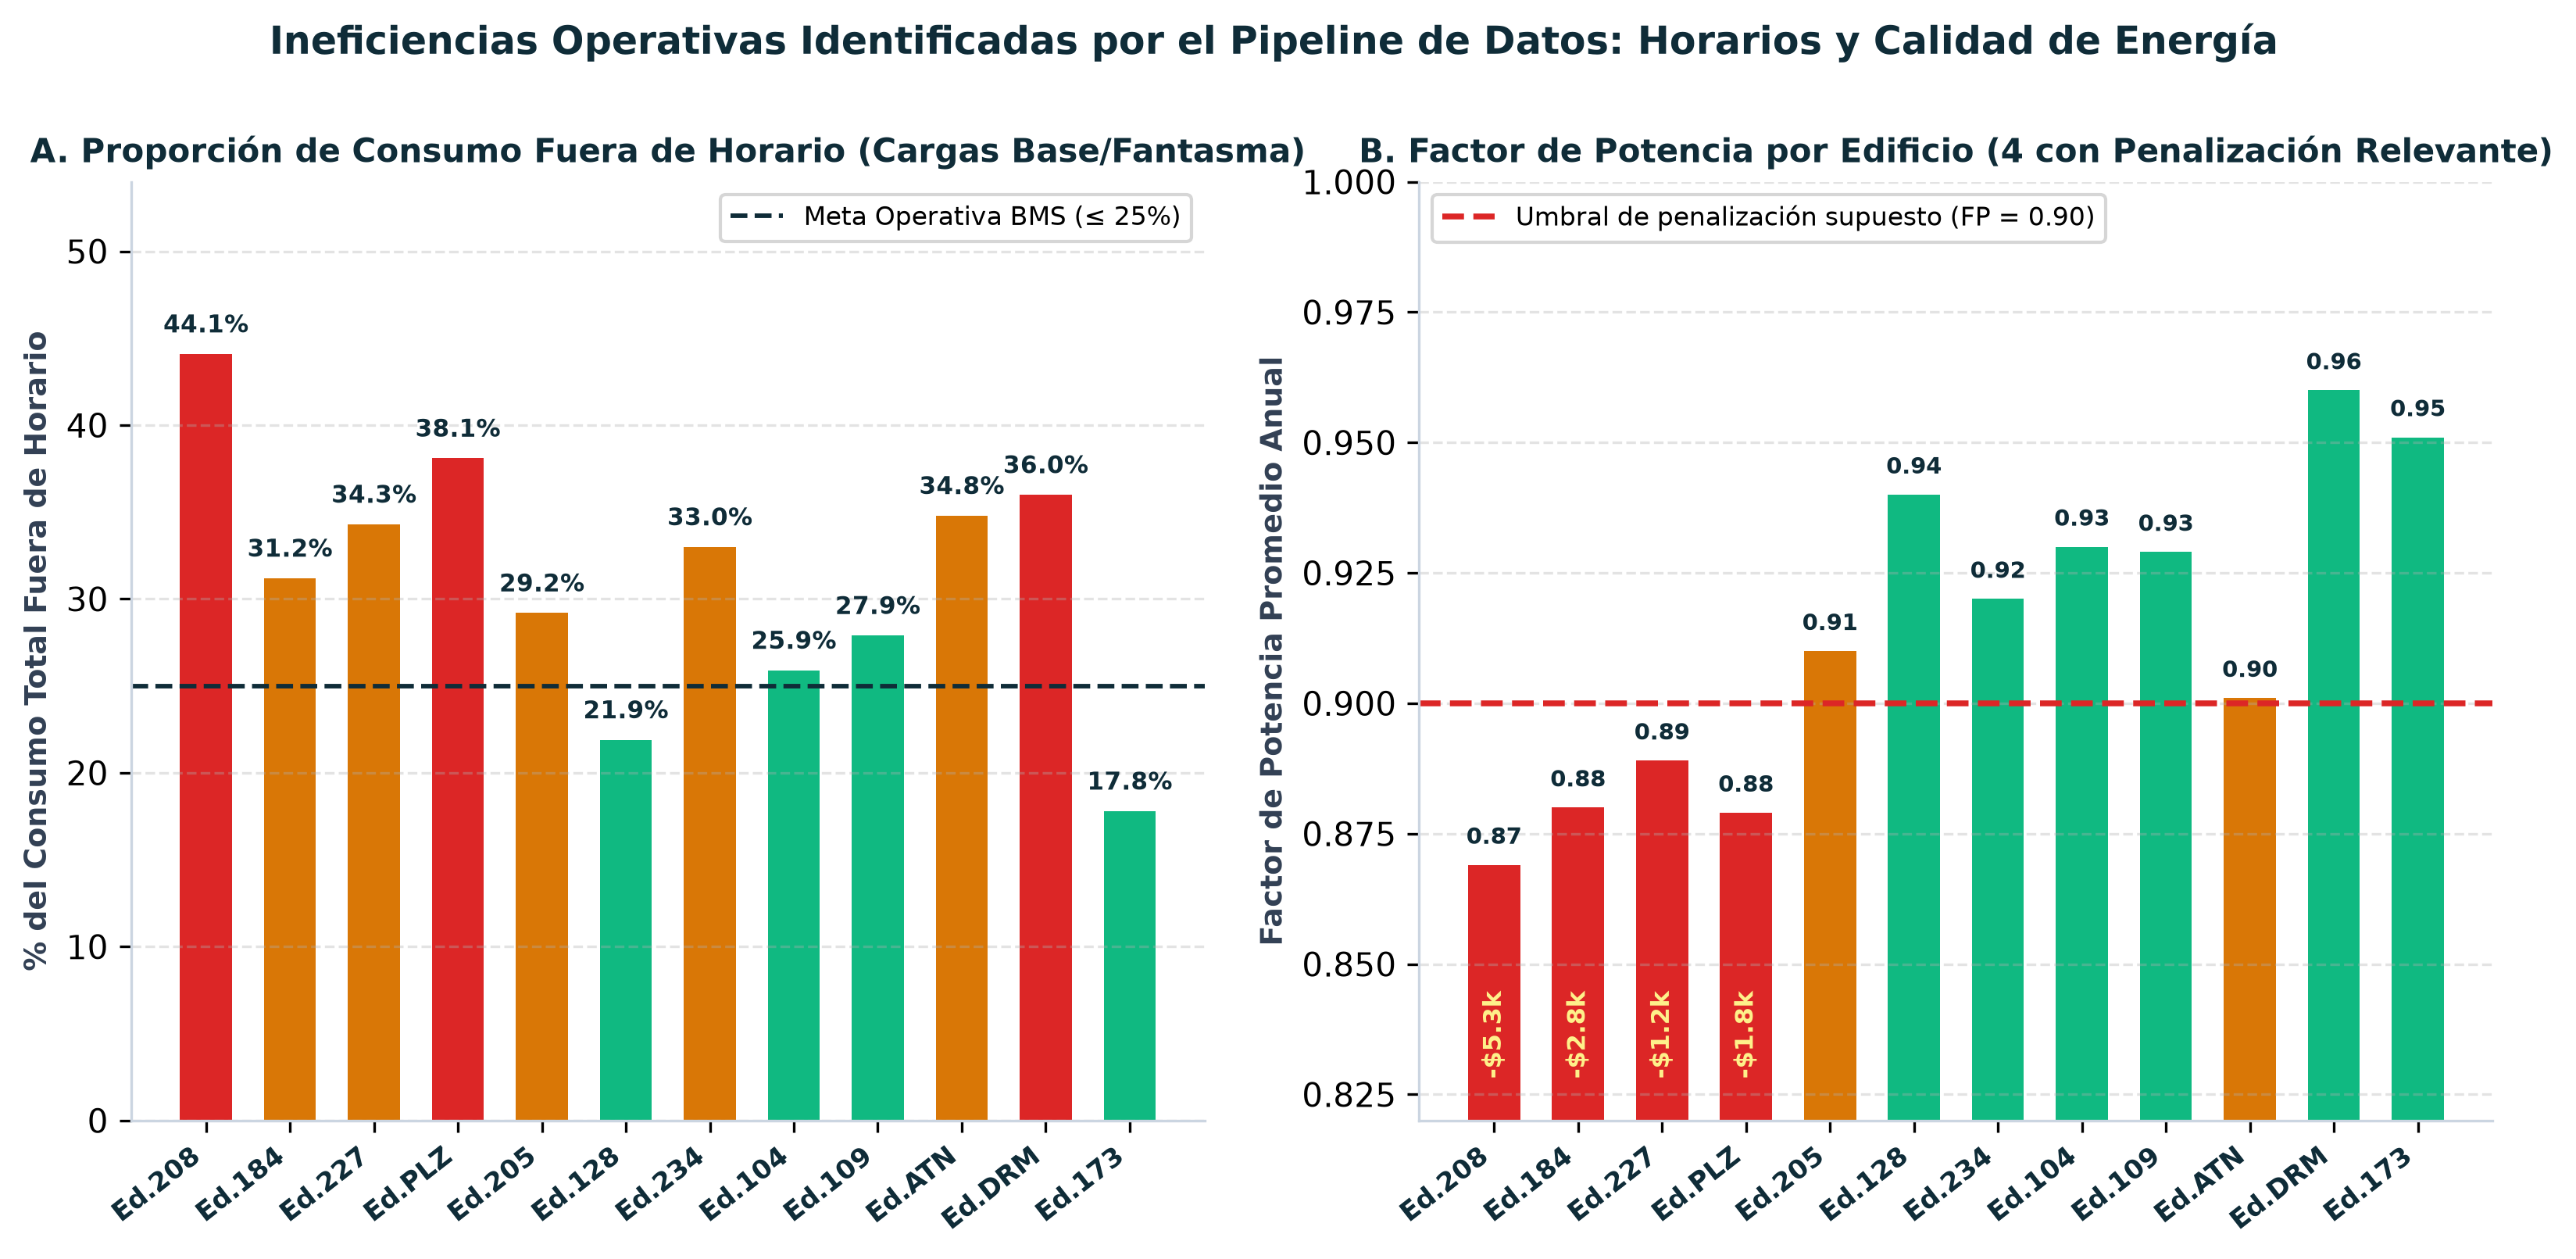 Ineficiencias Operativas Identificadas por el Pipeline de Datos: Horarios y Calidad de Energía
A. Proporción de Consumo Fuera de Horario (Cargas Base/Fantasma)
% del Consumo Total Fuera de Horario
Meta Operativa BMS (≤ 25%)
50
40
30
20
10
0
44.1%
31.2%
34.3%
38.1%
29.2%
21.9%
33.0%
25.9%
27.9%
34.8%
36.0%
17.8%
Ed.208
Ed.184
Ed.227
Ed.PLZ
Ed.205
Ed.128
Ed.234
Ed.104
Ed.109
Ed.ATN
Ed.DRM
Ed.173
B. Factor de Potencia por Edificio (4 con Penalización Relevante)
Factor de Potencia Promedio Anual
Umbral de penalización supuesto (FP = 0.90)
1.000
0.975
0.950
0.925
0.900
0.875
0.850
0.825
0.87
0.88
0.89
0.88
0.91
0.94
0.92
0.93
0.93
0.90
0.96
0.95
-$5.3k
-$2.8k
-$1.2k
-$1.8k
Ed.208
Ed.184
Ed.227
Ed.PLZ
Ed.205
Ed.128
Ed.234
Ed.104
Ed.109
Ed.ATN
Ed.DRM
Ed.173